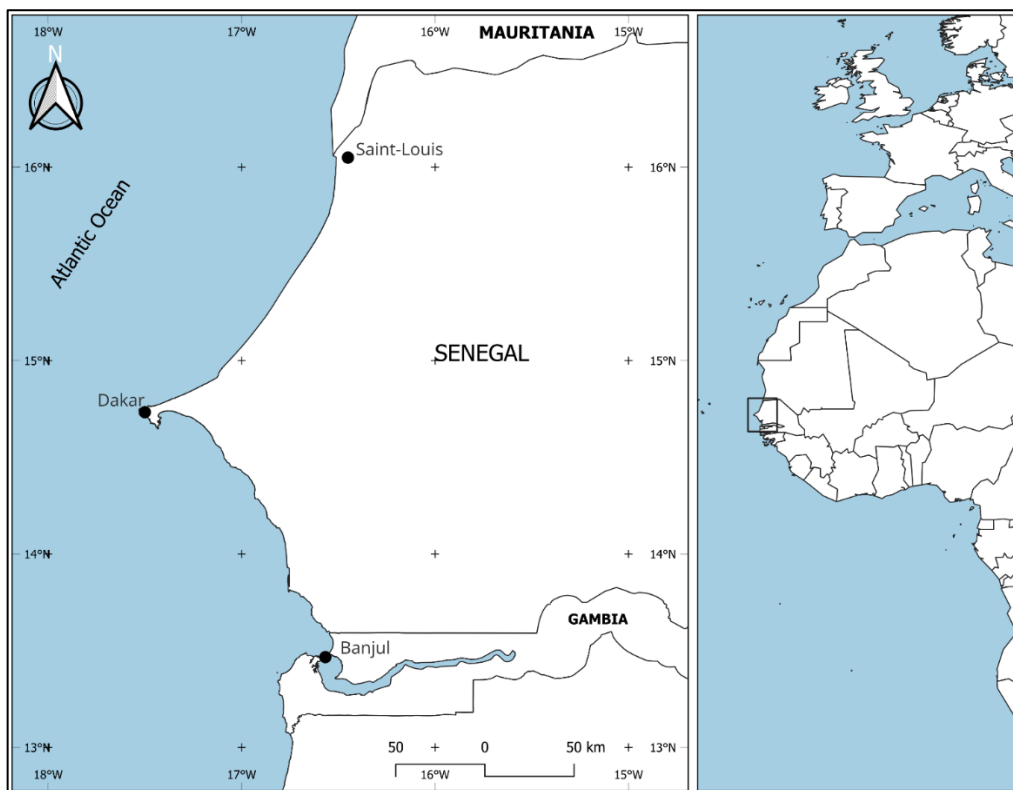 18°W 17°W 16°W 15°W
MAURITANIA
N
Saint-Louis
16°N 16°N
Atlantic Ocean
SENEGAL
15°N 15°N
Dakar
14°N 14°N
GAMBIA
Banjul
50 0 50 km
13°N 13°N
18°W 17°W 16°W 15°W